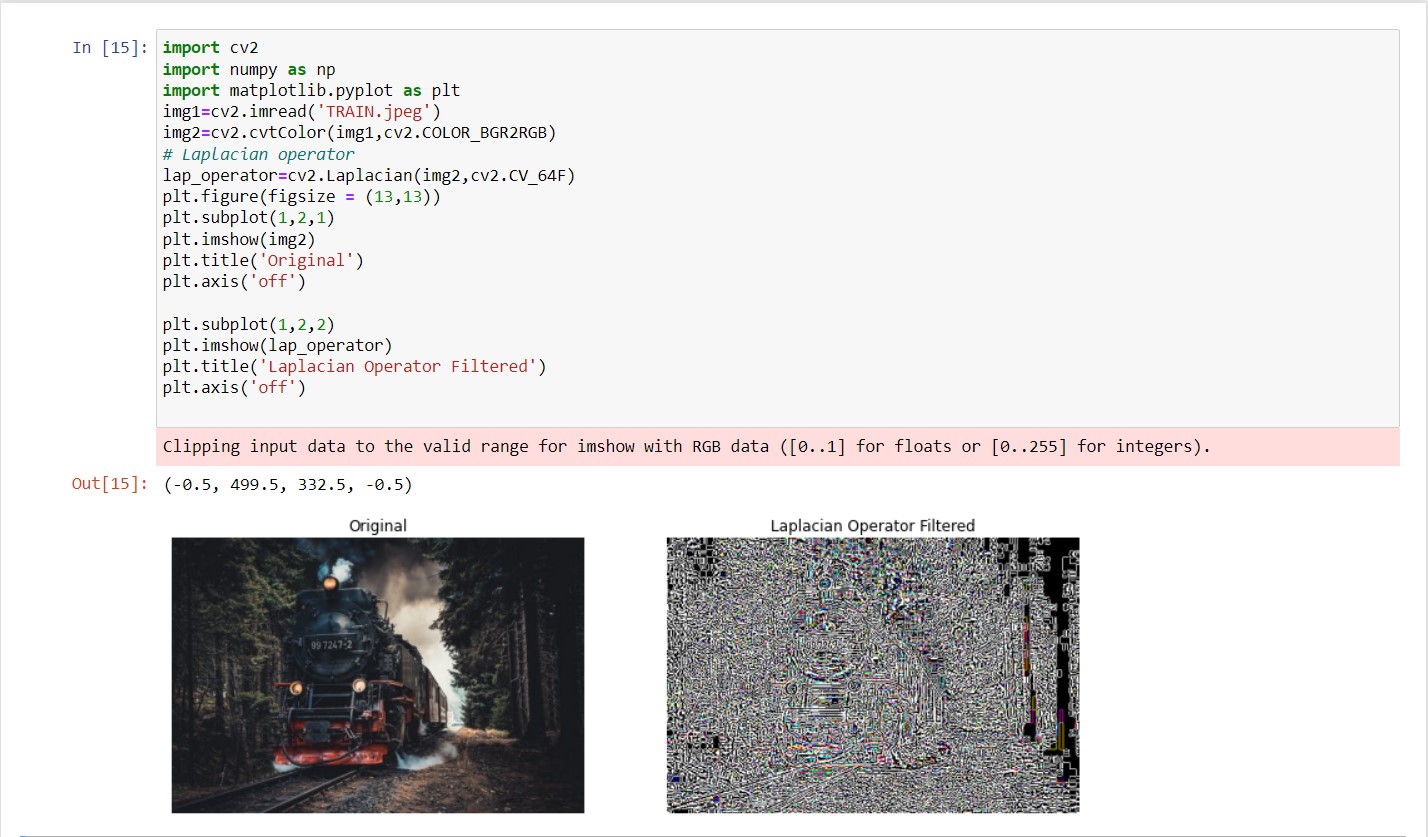 In [15]:
import cv2
import numpy as np
import matplotlib.pyplot as plt
img1=cv2.imread('TRAIN.jpeg')
img2=cv2.cvtColor(img1,cv2.COLOR_BGR2RGB)
# Laplacian operator
lap_operator=cv2.Laplacian(img2,cv2.CV_64F)
plt.figure(figsize = (13,13))
plt.subplot(1,2,1)
plt.imshow(img2)
plt.title('Original')
plt.axis('off')
plt.subplot(1,2,2)
plt.imshow(lap_operator)
plt.title('Laplacian Operator Filtered')
plt.axis('off')
Clipping input data to the valid range for imshow with RGB data ([0..1] for floats or [0..255] for integers).
Out[15]: (-0.5, 499.5, 332.5, -0.5)
Original
Laplacian Operator Filtered
99 7247-2